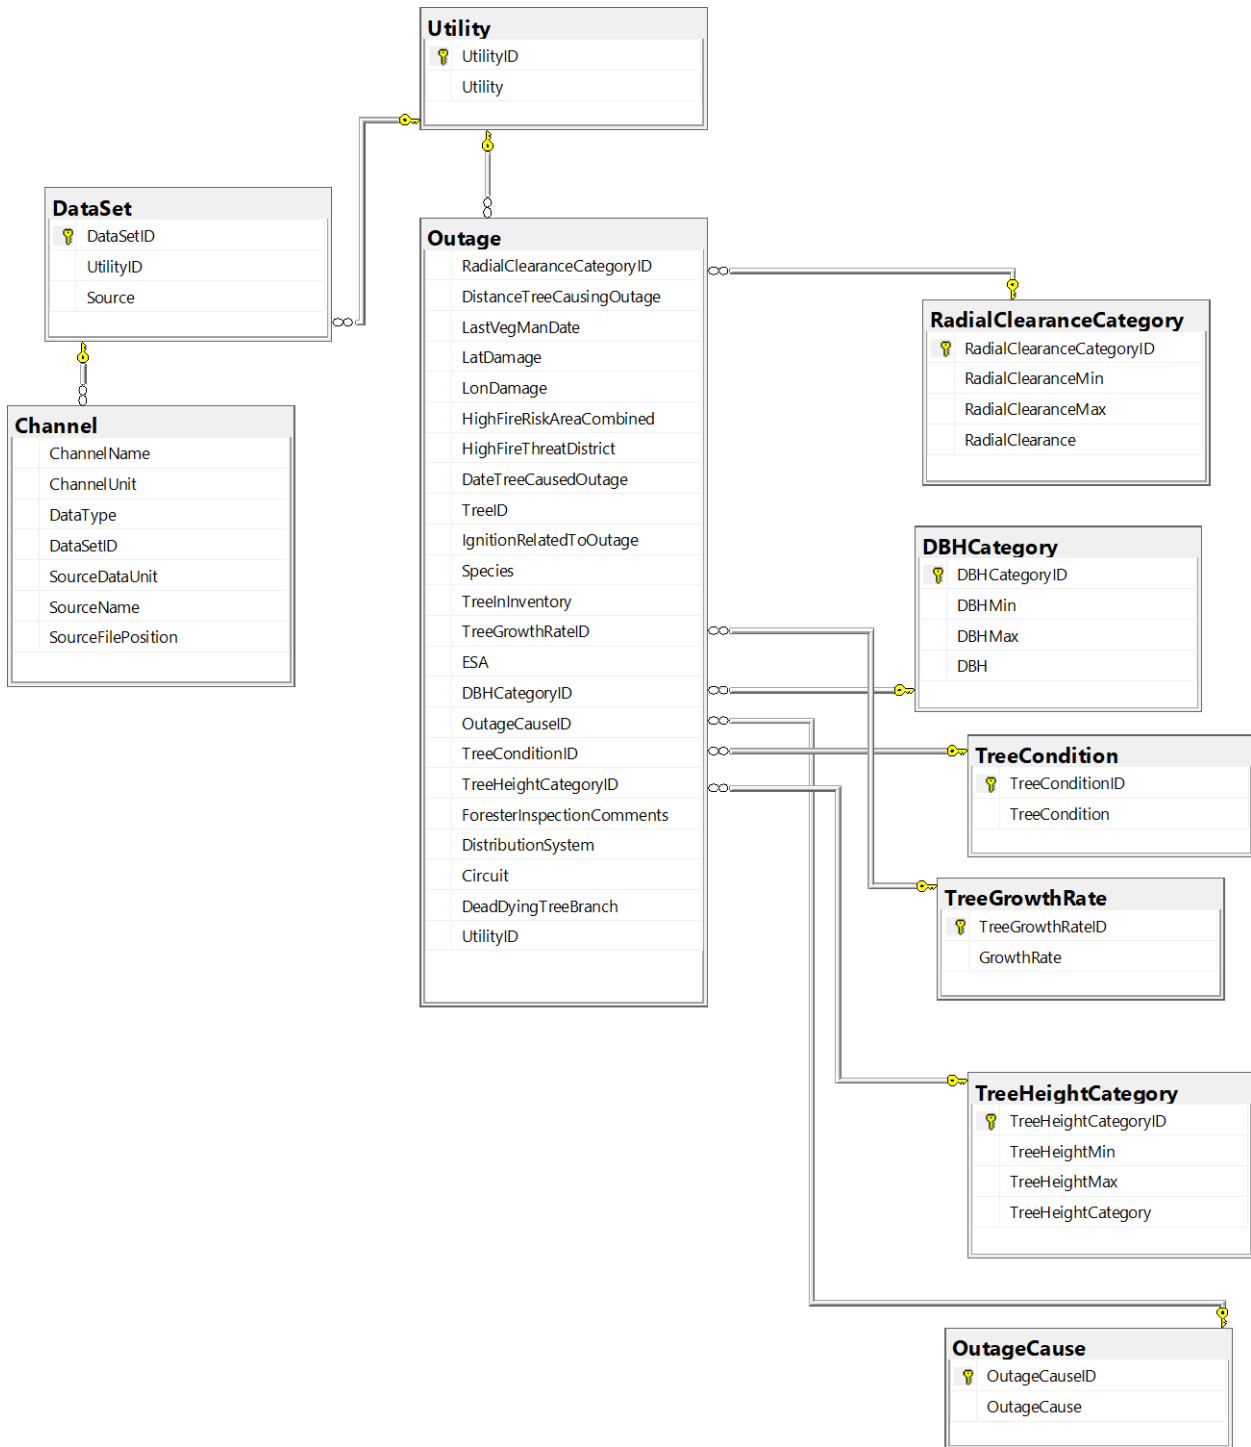 Utility
UtilityID
Utility
DataSet
DataSetID
UtilityID
Source
Channel
ChannelName
ChannelUnit
DataType
DataSetID
SourceDataUnit
SourceName
SourceFilePosition
Outage
RadialClearanceCategoryID
DistanceTreeCausingOutage
LastVegManDate
LatDamage
LonDamage
HighFireRiskAreaCombined
HighFireThreatDistrict
DateTreeCausedOutage
TreeID
IgnitionRelatedToOutage
Species
TreeInInventory
TreeGrowthRateID
ESA
DBHCategoryID
OutageCauseID
TreeConditionID
TreeHeightCategoryID
ForesterInspectionComments
DistributionSystem
Circuit
DeadDyingTreeBranch
UtilityID
RadialClearanceCategory
RadialClearanceCategoryID
RadialClearanceMin
RadialClearanceMax
RadialClearance
DBHCategory
DBHCategoryID
DBHMin
DBHMax
DBH
TreeCondition
TreeConditionID
TreeCondition
TreeGrowthRate
TreeGrowthRateID
GrowthRate
TreeHeightCategory
TreeHeightCategoryID
TreeHeightMin
TreeHeightMax
TreeHeightCategory
OutageCause
OutageCauseID
OutageCause